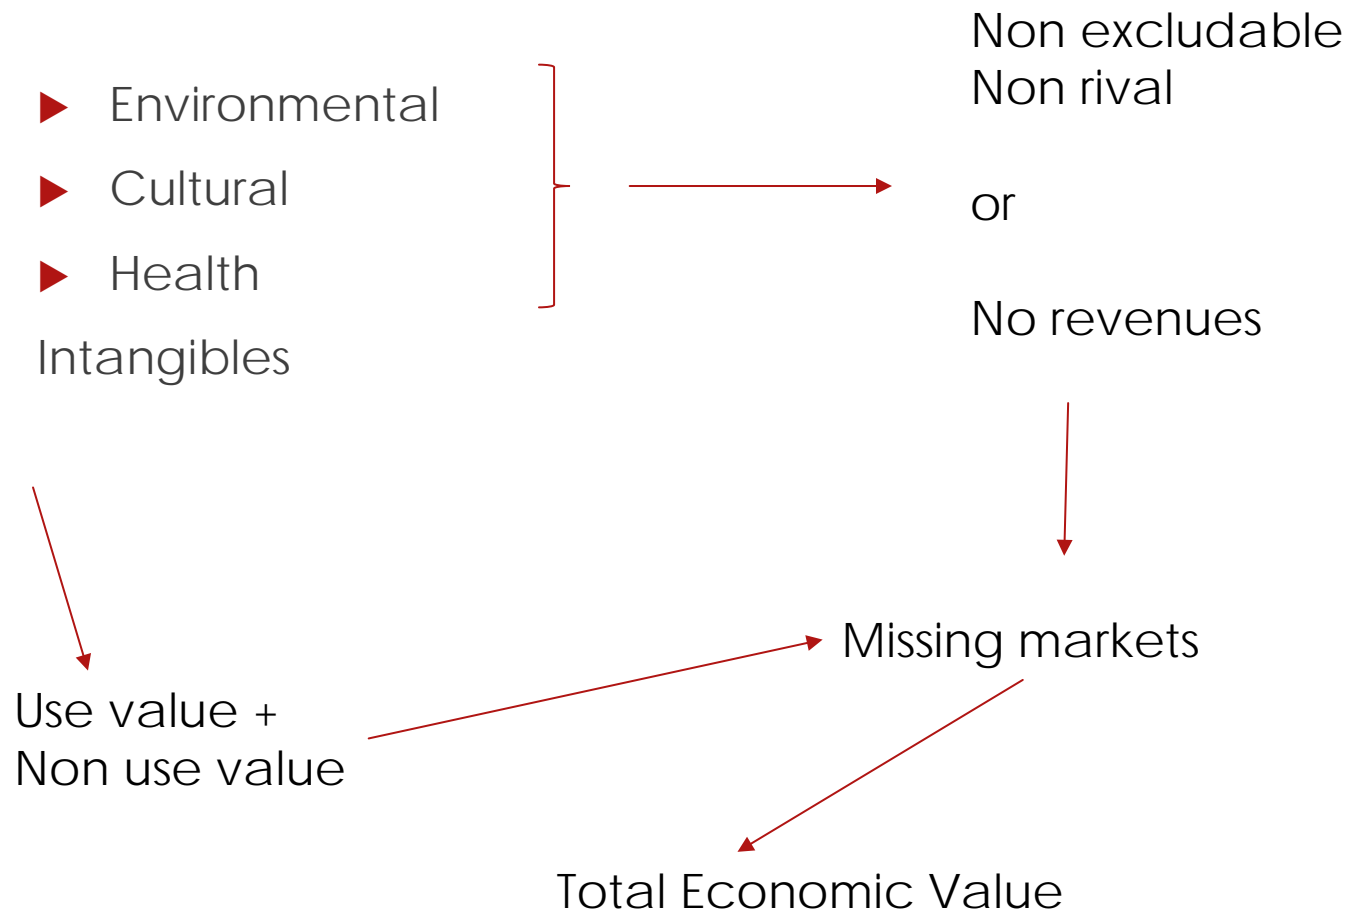 Environmental
Cultural
Health
Intangibles
Non excludable
Non rival
or
No revenues
Use value +
Non use value
Missing markets
Total Economic Value